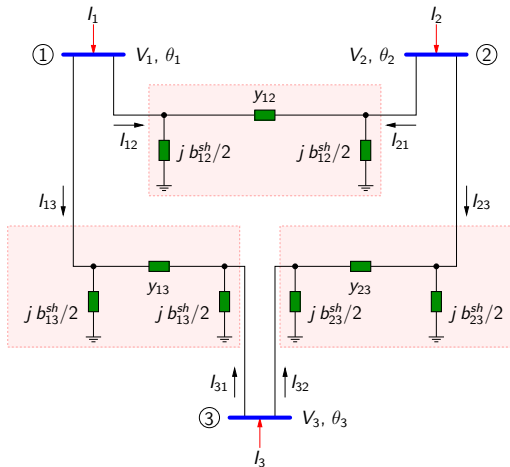 I₁
I₂
① V₁, θ₁
V₂, θ₂ ②
y₁₂
I₁₂
I₂₁
j b₁₂ˢʰ/2
j b₁₂ˢʰ/2
I₁₃
I₂₃
y₁₃
y₂₃
j b₁₃ˢʰ/2
j b₁₃ˢʰ/2
j b₂₃ˢʰ/2
j b₂₃ˢʰ/2
I₃₁
I₃₂
③ V₃, θ₃
I₃